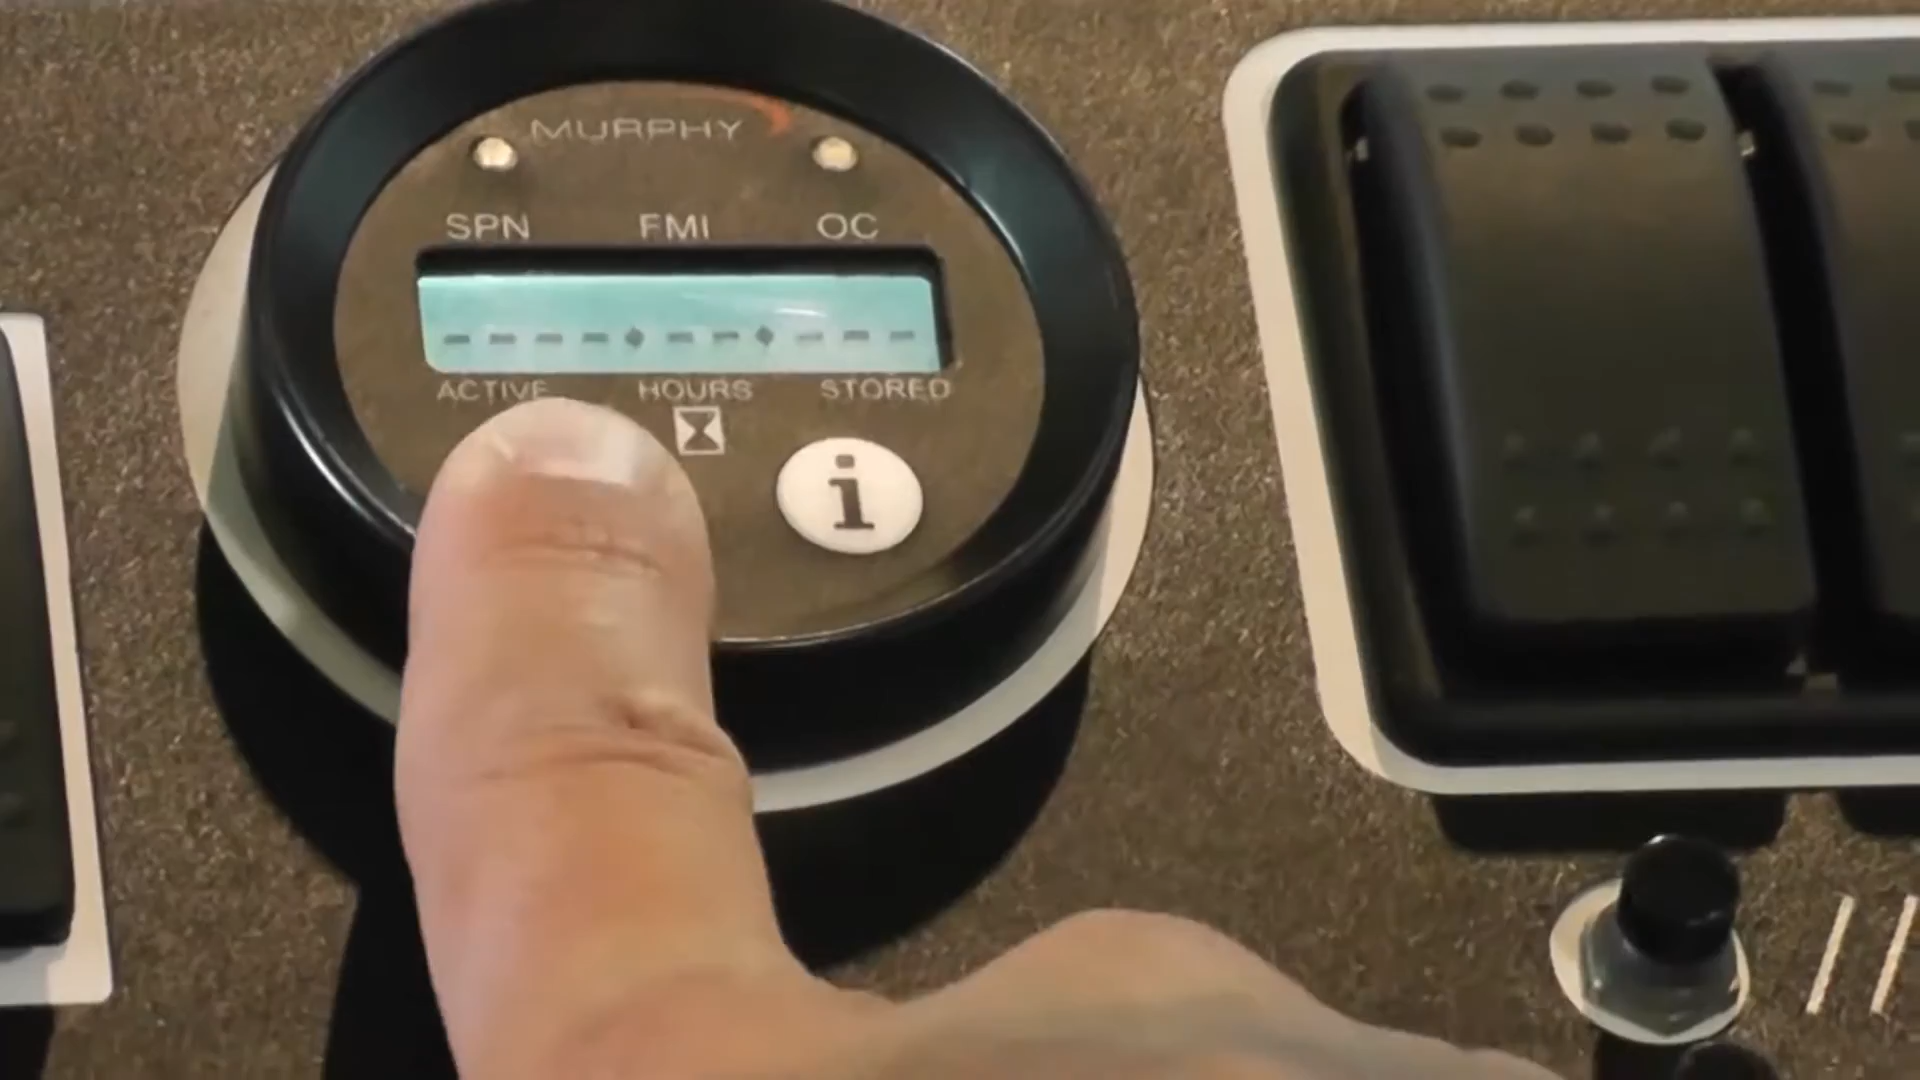 MURPHY
SPN FMI OC
----♦--♦---
ACTIVE HOURS STORED
i